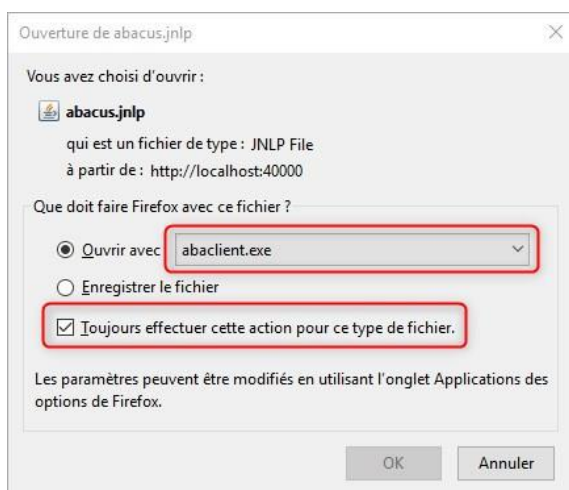 Ouverture de abacus.jnlp
Vous avez choisi d'ouvrir :
abacus.jnlp
qui est un fichier de type : JNLP File
à partir de : http://localhost:40000
Que doit faire Firefox avec ce fichier ?
Ouvrir avec abaclient.exe
Enregistrer le fichier
Toujours effectuer cette action pour ce type de fichier.
Les paramètres peuvent être modifiés en utilisant l'onglet Applications des
options de Firefox.
OK Annuler